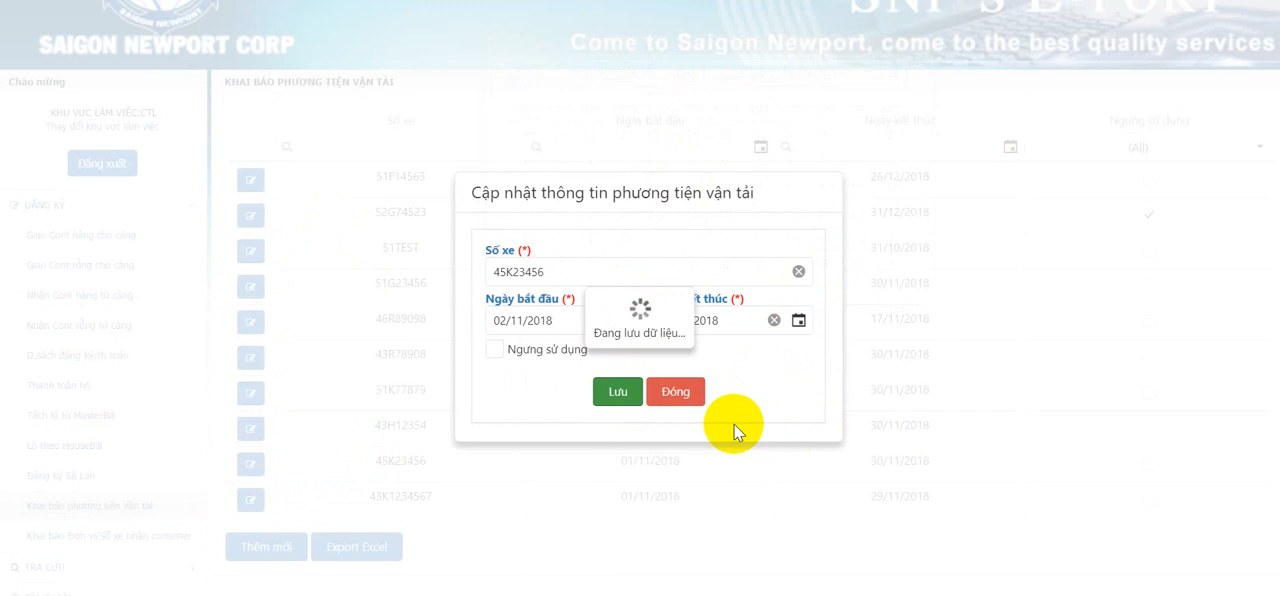 SAIGON NEWPORT CORP
Come to Saigon Newport, come to the best quality services
Chào mừng
KHAI BÁO PHƯƠNG TIỆN VẬN TẢI
KHU VỰC LÀM VIỆC:CTL
Thay đổi khu vực làm việc
Đăng xuất
ĐĂNG KÝ
Giao Cont hàng cho cảng
Giao Cont rỗng cho cảng
Nhận Cont hàng từ cảng
Nhận Cont rỗng từ cảng
D.sách đăng ký/th.toán
Thanh toán hộ
Tách lô từ MasterBill
Lô theo HouseBill
Đăng Ký Sà Lan
Khai báo phương tiện vận tải
Khai báo Đơn vị/Số xe nhận container
TRA CỨU
Số xe
Ngày bắt đầu
Ngày kết thúc
Ngưng sử dụng
(All)
51F14563
26/12/2018
52G74523
31/12/2018
51TEST
31/10/2018
51G23456
30/11/2018
46R89098
17/11/2018
43R78908
30/11/2018
51K77879
30/11/2018
43H12354
30/11/2018
45K23456
01/11/2018
30/11/2018
43K1234567
01/11/2018
29/11/2018
Thêm mới
Export Excel
Cập nhật thông tin phương tiện vận tải
Số xe (*)
45K23456
Ngày bắt đầu (*)
ết thúc (*)
02/11/2018
2018
Ngưng sử dụng
Đang lưu dữ liệu...
Lưu
Đóng